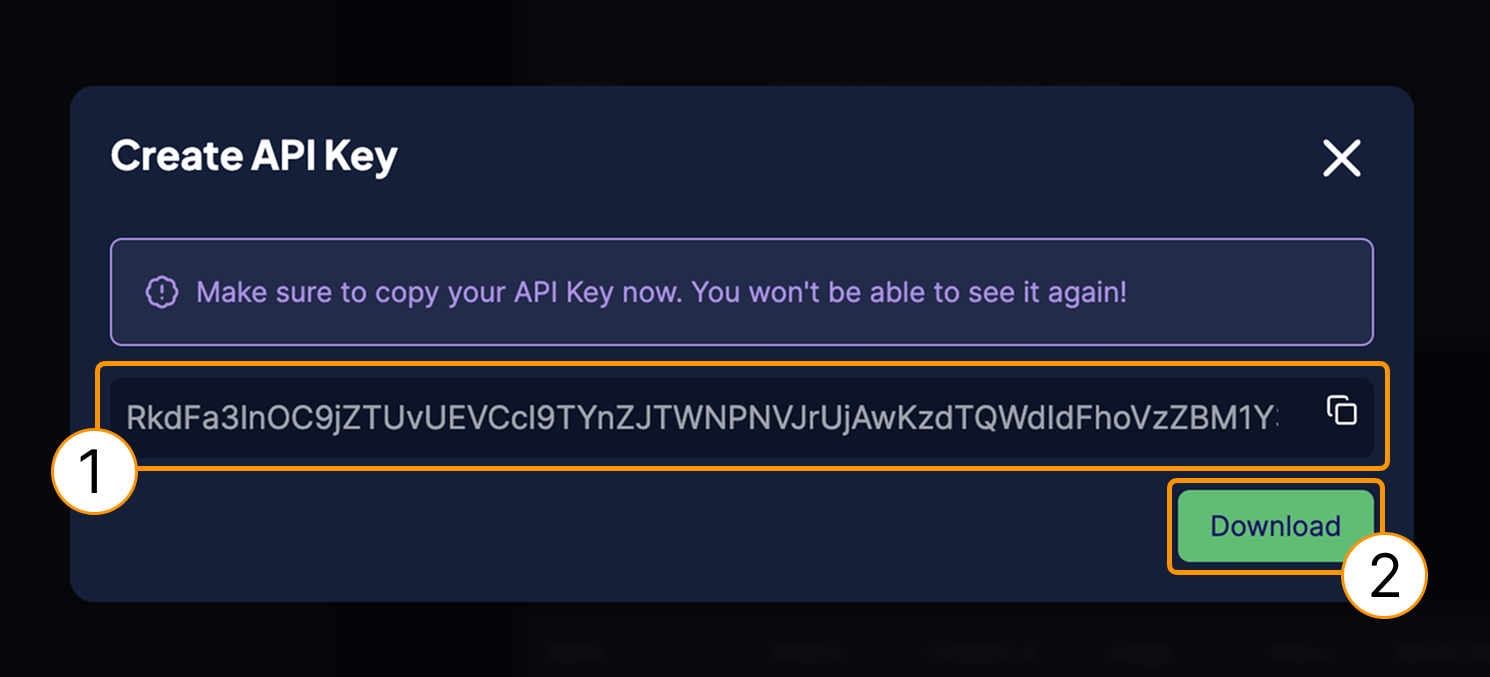 Create API Key
Make sure to copy your API Key now. You won't be able to see it again!
RkdFa3lnOC9jZTUvUEVCcl9TYnZJTWNPNVJrUjAwKzdTQWdIdFhoVzZBM1Y
1
Download
2